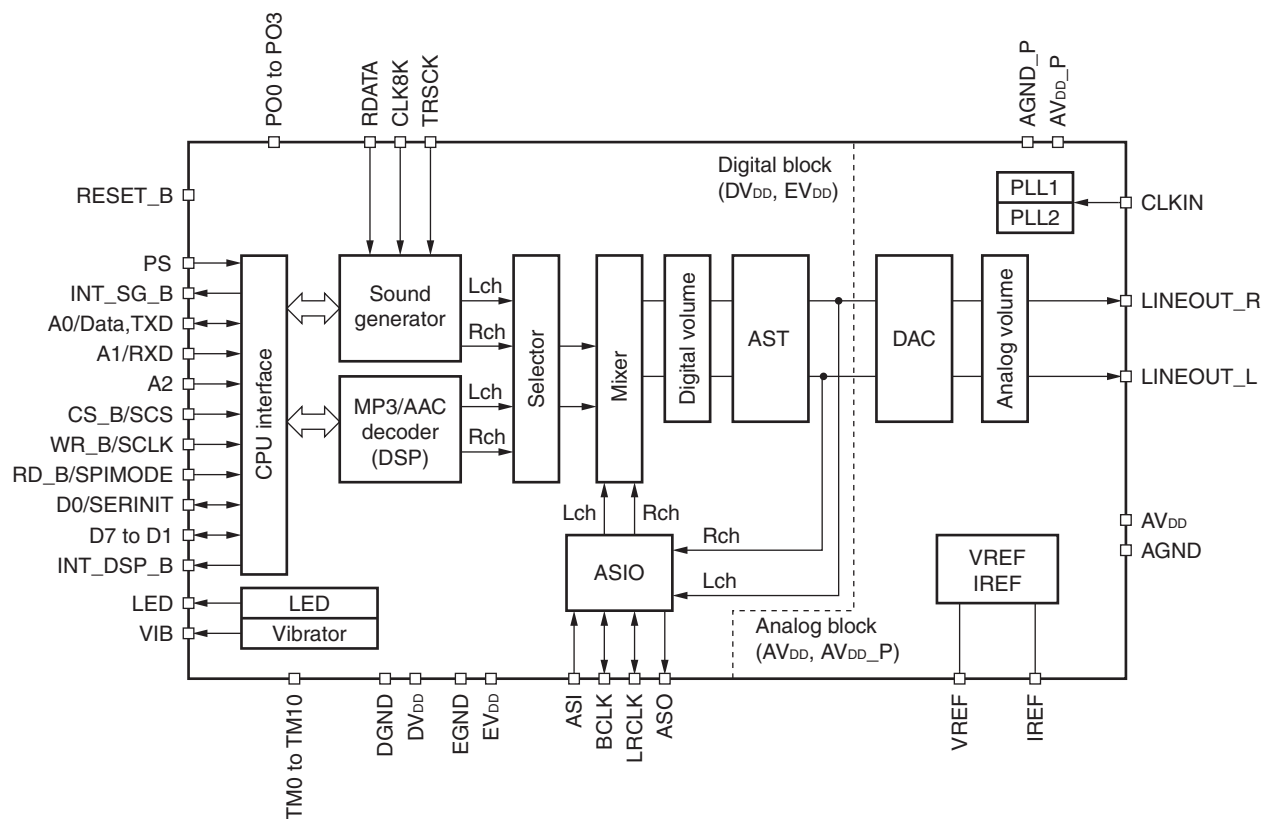 PO0 to PO3
RDATA
CLK8K
TRSCK
AGND_P
AVDD_P
RESET_B
PS
INT_SG_B
A0/Data,TXD
A1/RXD
A2
CS_B/SCS
WR_B/SCLK
RD_B/SPIMODE
D0/SERINIT
D7 to D1
INT_DSP_B
LED
VIB
CPU interface
LED
Vibrator
Sound
generator
MP3/AAC
decoder
(DSP)
Lch
Rch
Lch
Rch
Selector
Mixer
Digital volume
AST
Digital block
(DVDD, EVDD)
DAC
Analog volume
PLL1
PLL2
CLKIN
LINEOUT_R
LINEOUT_L
Lch
Rch
Rch
Lch
ASIO
Analog block
(AVDD, AVDD_P)
VREF
IREF
AVDD
AGND
TM0 to TM10
DGND
DVDD
EGND
EVDD
ASI
BCLK
LRCLK
ASO
VREF
IREF